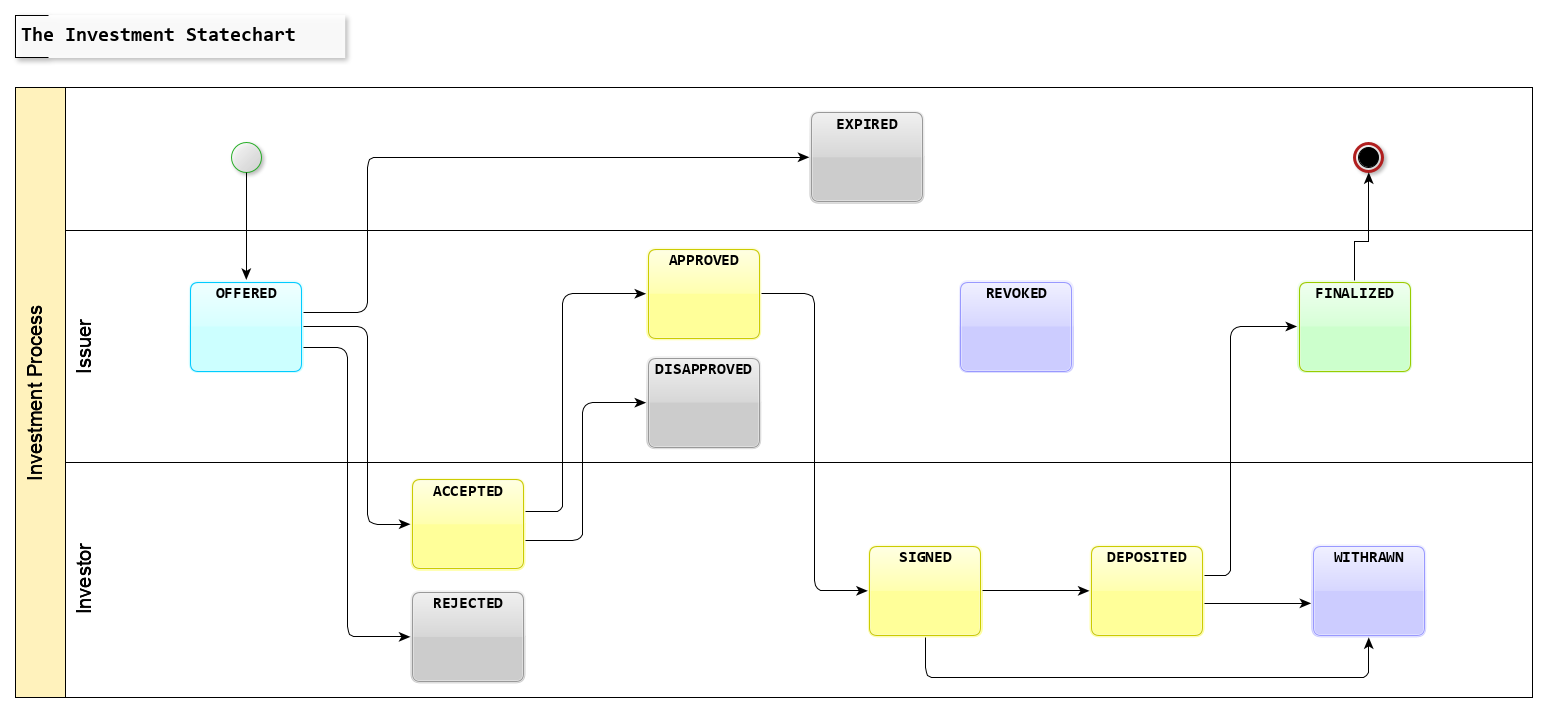 The Investment Statechart
Investment Process
EXPIRED
Issuer
OFFERED
APPROVED
DISAPPROVED
REVOKED
FINALIZED
Investor
ACCEPTED
REJECTED
SIGNED
DEPOSITED
WITHRAWN